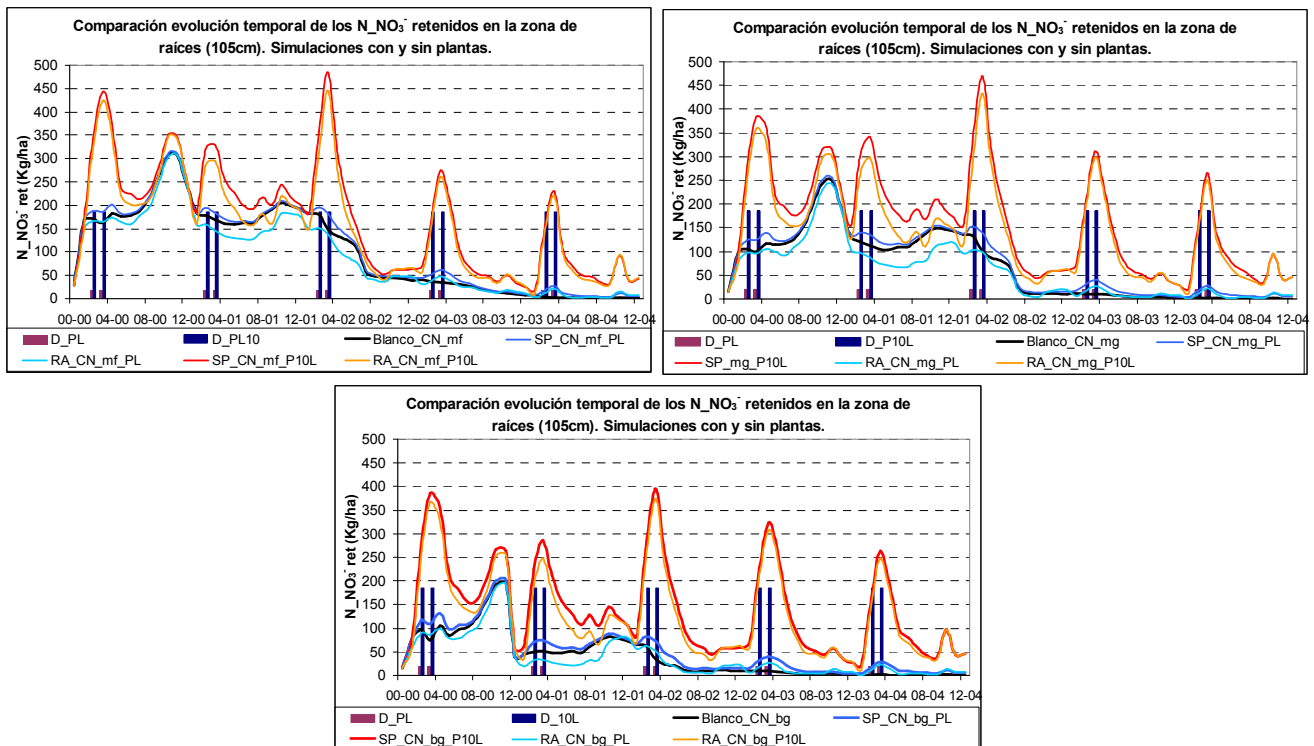 Comparación evolución temporal de los N_NO₃⁻ retenidos en la zona de
raíces (105cm). Simulaciones con y sin plantas.
N_NO₃⁻ ret (Kg/ha)
500
450
400
350
300
250
200
150
100
50
0
00-00 04-00 08-00 12-00 04-01 08-01 12-01 04-02 08-02 12-02 04-03 08-03 12-03 04-04 08-04 12-04
D_PL D_PL10 Blanco_CN_mf SP_CN_mf_PL
RA_CN_mf_PL SP_CN_mf_P10L RA_CN_mf_P10L
Comparación evolución temporal de los N_NO₃⁻ retenidos en la zona de
raíces (105cm). Simulaciones con y sin plantas.
N_NO₃⁻ ret (Kg/ha)
500
450
400
350
300
250
200
150
100
50
0
00-00 04-00 08-00 12-00 04-01 08-01 12-01 04-02 08-02 12-02 04-03 08-03 12-03 04-04 08-04 12-04
D_PL D_P10L Blanco_CN_mg SP_CN_mg_PL
SP_mg_P10L RA_CN_mg_PL RA_CN_mg_P10L
Comparación evolución temporal de los N_NO₃⁻ retenidos en la zona de
raíces (105cm). Simulaciones con y sin plantas.
N_NO₃⁻ ret (Kg/ha)
500
450
400
350
300
250
200
150
100
50
0
00-00 04-00 08-00 12-00 04-01 08-01 12-01 04-02 08-02 12-02 04-03 08-03 12-03 04-04 08-04 12-04
D_PL D_10L Blanco_CN_bg SP_CN_bg_PL
SP_CN_bg_P10L RA_CN_bg_PL RA_CN_bg_P10L